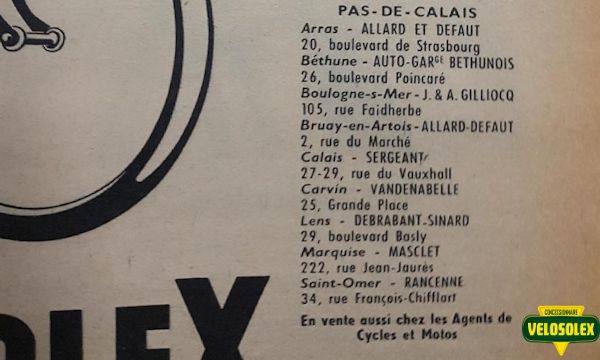 PAS-DE-CALAIS
Arras - ALLARD ET DEFAUT
20, boulevard de Strasbourg
Béthune - AUTO-GARGE BETHUNOIS
26, boulevard Poincaré
Boulogne-s-Mer - J. & A. GILLIOCQ
105, rue Faidherbe
Bruay-en-Artois - ALLARD-DEFAUT
2, rue du Marché
Calais - SERGEANT
27-29, rue du Vauxhall
Carvin - VANDENABELLE
25, Grande Place
Lens - DEBRABANT-SINARD
29, boulevard Basly
Marquise - MASCLET
222, rue Jean-Jaurès
Saint-Omer - RANCENNE
34, rue François-Chifflart
En vente aussi chez les Agents de
Cycles et Motos
OLEX
CONCESSIONNAIRE
VELOSOLEX